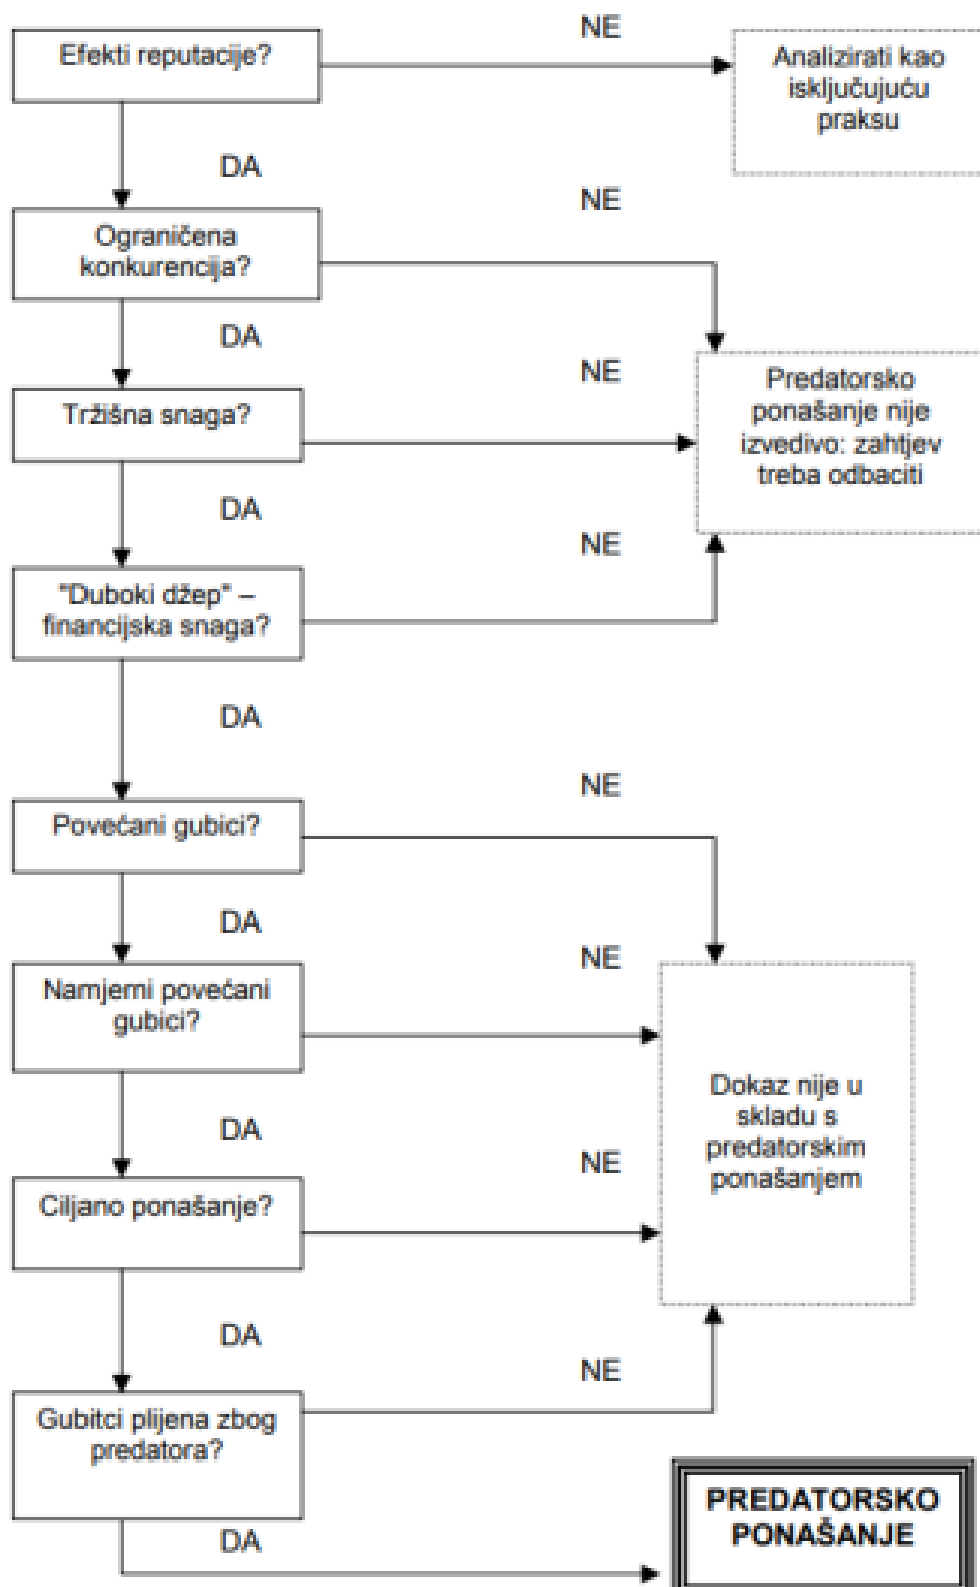 Efekti reputacije?
NE
Analizirati kao
isključujuću
praksu
DA
NE
Ograničena
konkurencija?
DA
NE
Tržišna snaga?
Predatorsko
ponašanje nije
izvedivo: zahtjev
treba odbaciti
DA
NE
"Duboki džep" –
financijska snaga?
DA
NE
Povećani gubici?
DA
NE
Namjerni povećani
gubici?
Dokaz nije u
skladu s
predatorskim
ponašanjem
DA
NE
Ciljano ponašanje?
DA
NE
Gubitci plijena zbog
predatora?
PREDATORSKO
PONAŠANJE
DA